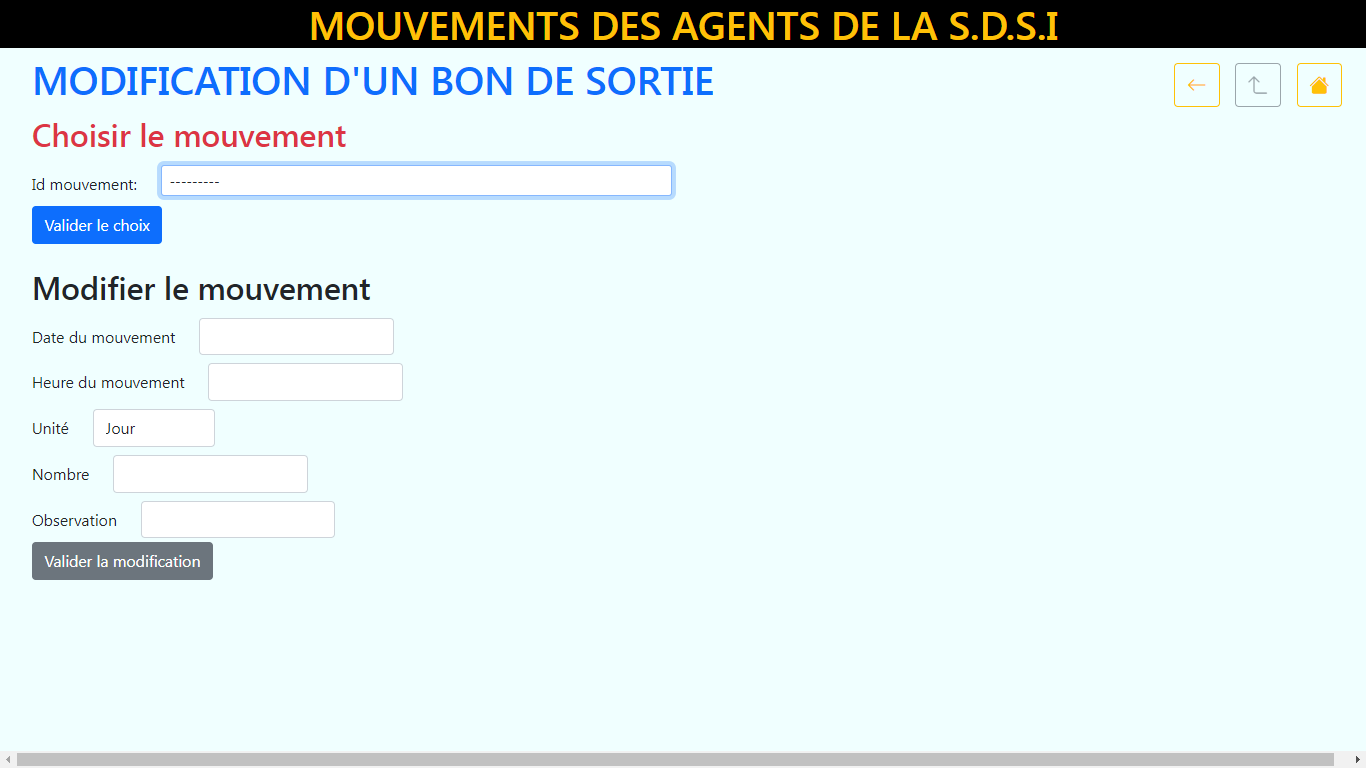 MOUVEMENTS DES AGENTS DE LA S.D.S.I
MODIFICATION D'UN BON DE SORTIE
Choisir le mouvement
Id mouvement: ---------
Valider le choix
Modifier le mouvement
Date du mouvement
Heure du mouvement
Unité Jour
Nombre
Observation
Valider la modification